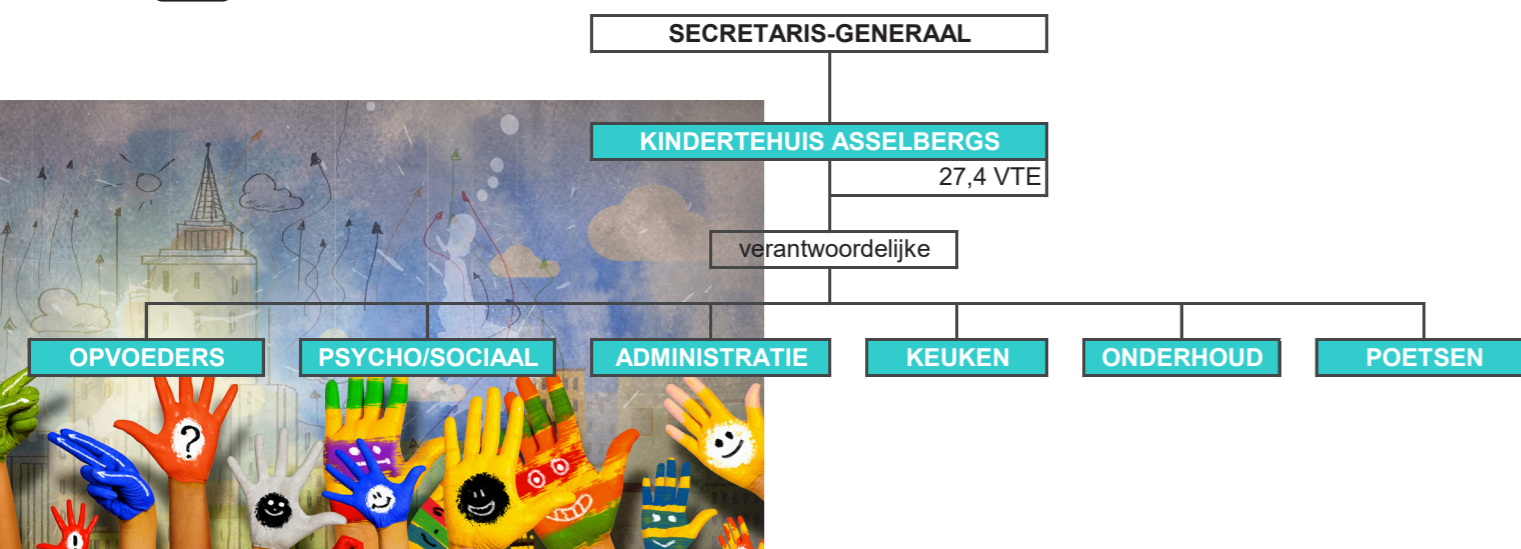 SECRETARIS-GENERAAL
KINDERTEHUIS ASSELBERGS
27,4 VTE
verantwoordelijke
OPVOEDERS PSYCHO/SOCIAAL ADMINISTRATIE KEUKEN ONDERHOUD POETSEN
?
!